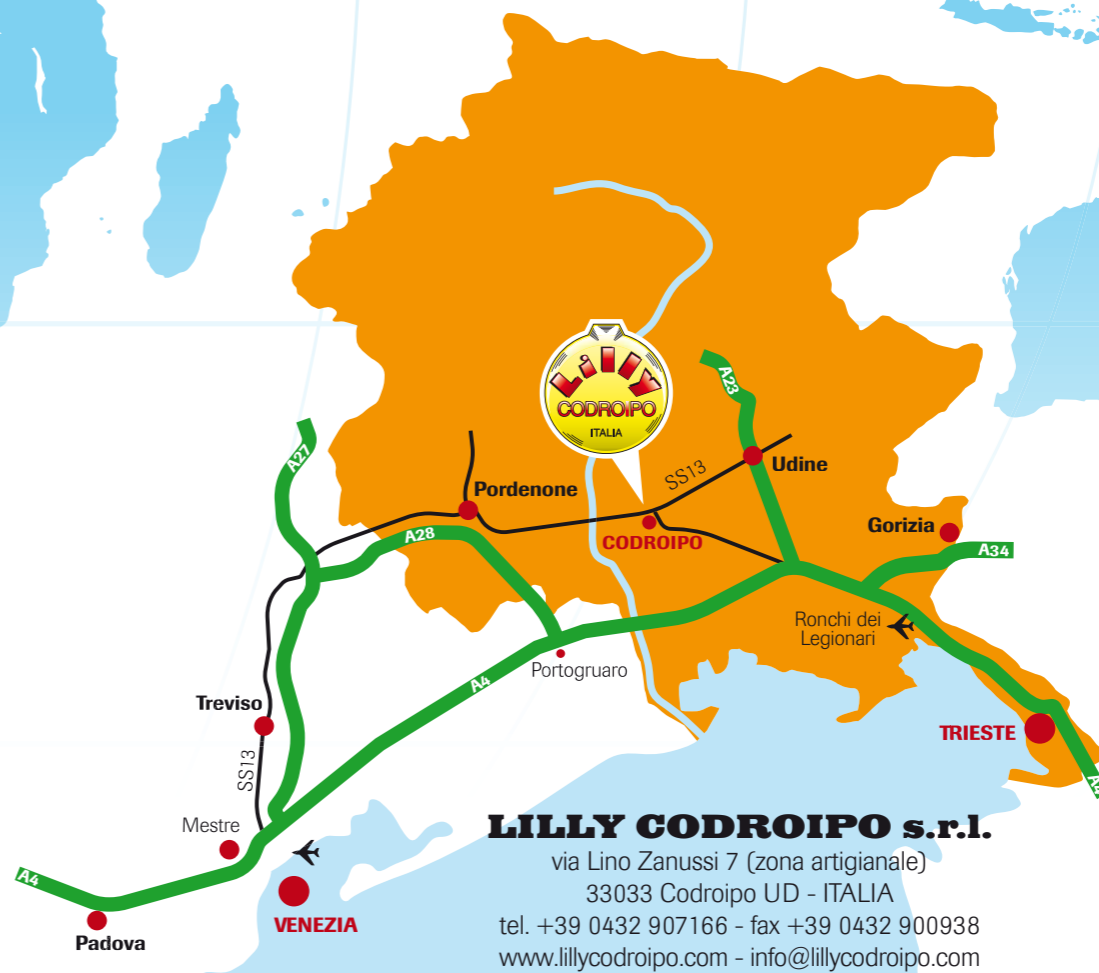 Lilly
CODROiPO
ITALIA
A23
A27
SS13
Udine
Pordenone
A28
CODROIPO
Gorizia
A34
Ronchi dei
Legionari
Portogruaro
A4
Treviso
TRIESTE
SS13
A4
Mestre
A4
VENEZIA
Padova
LILLY CODROIPO s.r.l.
via Lino Zanussi 7 (zona artigianale)
33033 Codroipo UD - ITALIA
tel. +39 0432 907166 - fax +39 0432 900938
www.lillycodroipo.com - info@lillycodroipo.com